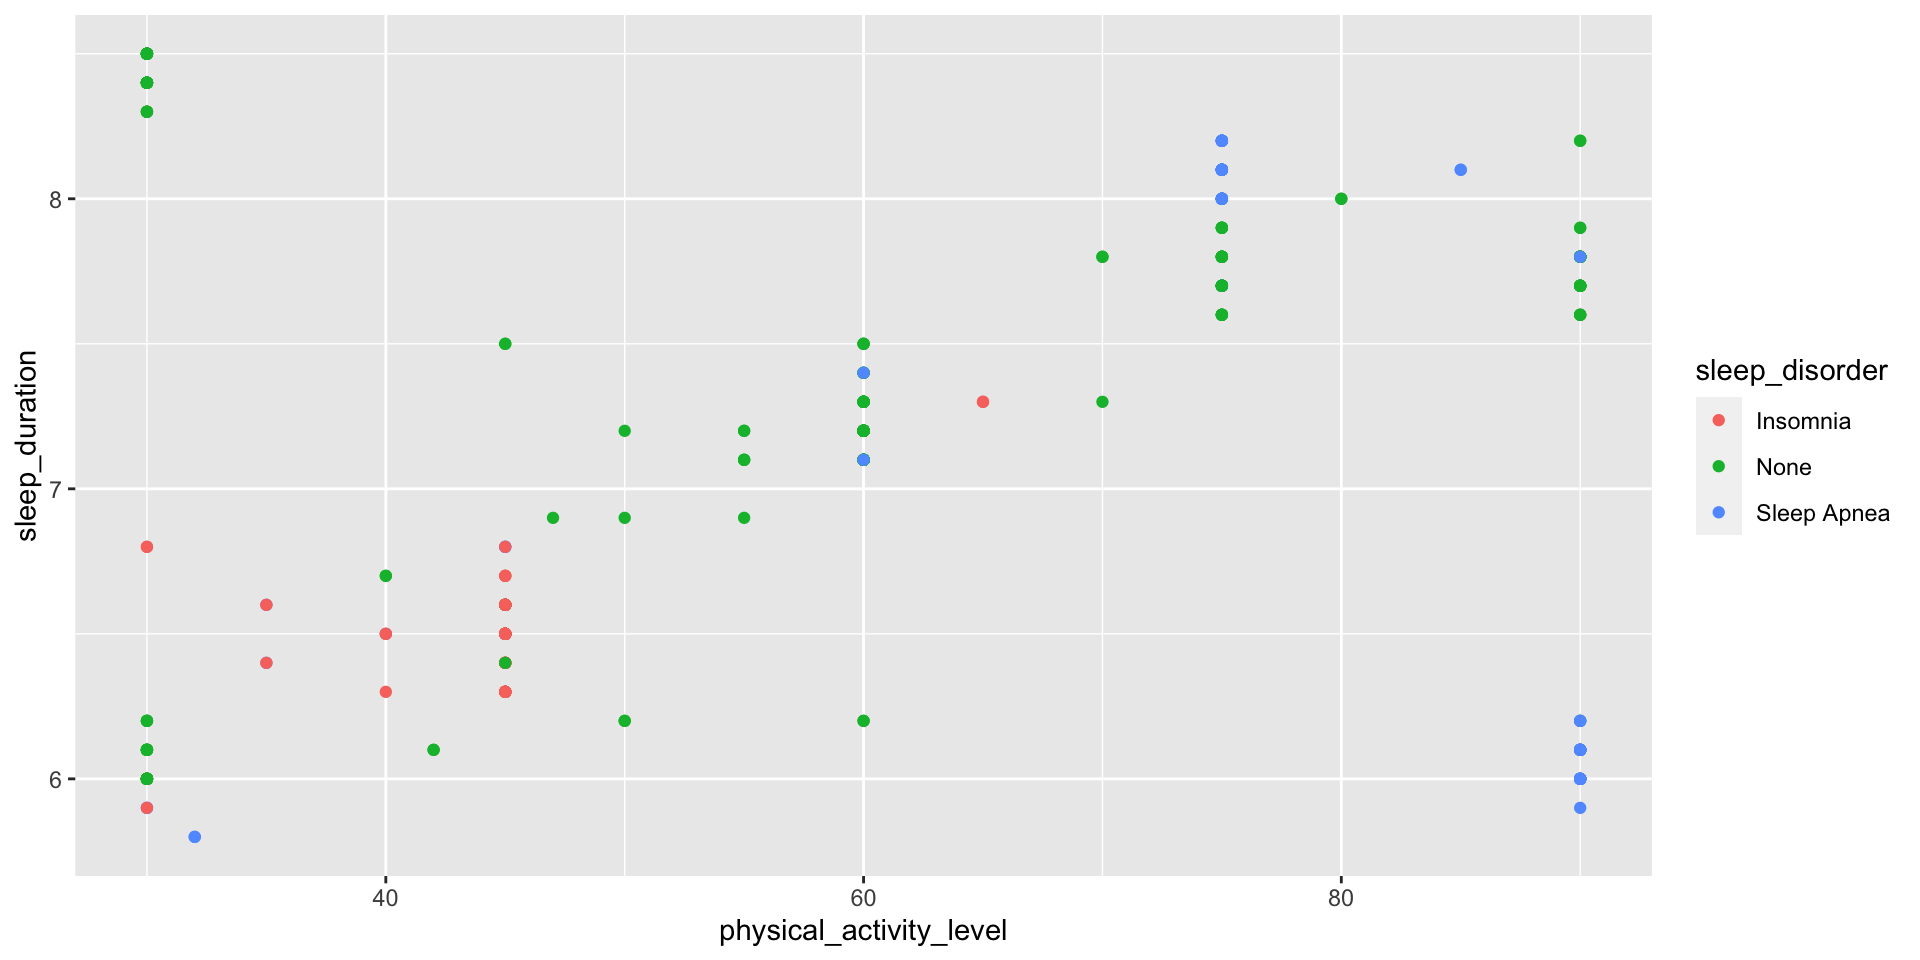 8
7
6
sleep_duration
40 60 80
physical_activity_level
sleep_disorder
Insomnia
None
Sleep Apnea